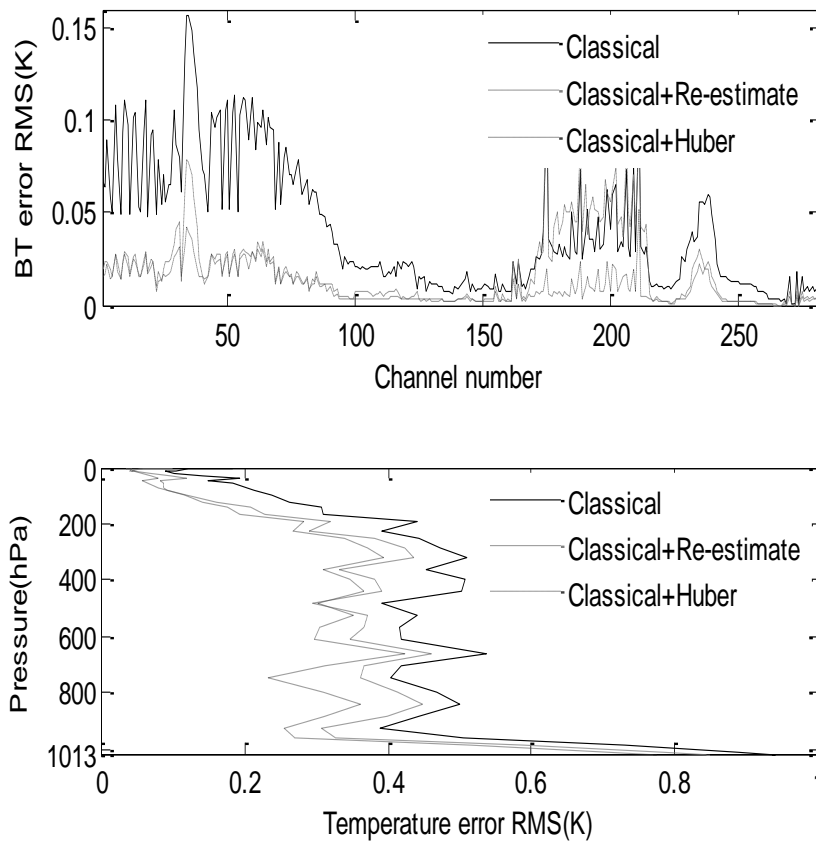 0.15
0.1
0.05
0
BT error RMS(K)
Classical
Classical+Re-estimate
Classical+Huber
50 100 150 200 250
Channel number
0
200
400
600
800
1013
Pressure(hPa)
Classical
Classical+Re-estimate
Classical+Huber
0 0.2 0.4 0.6 0.8 1
Temperature error RMS(K)